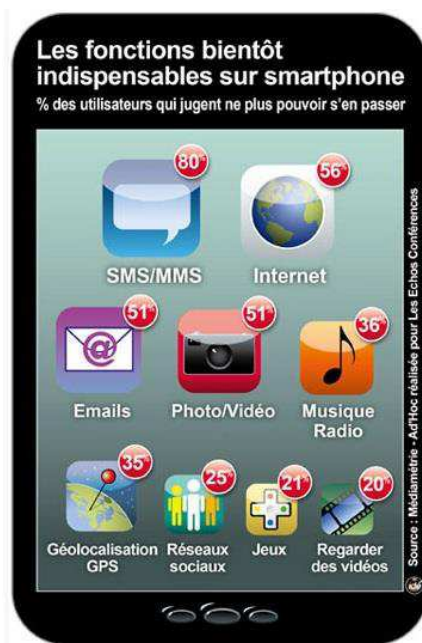 Les fonctions bientôt
indispensables sur smartphone
% des utilisateurs qui jugent ne plus pouvoir s'en passer
80%
56%
SMS/MMS
Internet
51%
51%
36%
@
Emails
Photo/Vidéo
Musique
Radio
35%
25%
21%
20%
Géolocalisation
GPS
Réseaux
sociaux
Jeux
Regarder
des vidéos
Source : Médiamétrie - Ad'Hoc réalisée pour Les Echos Conférences